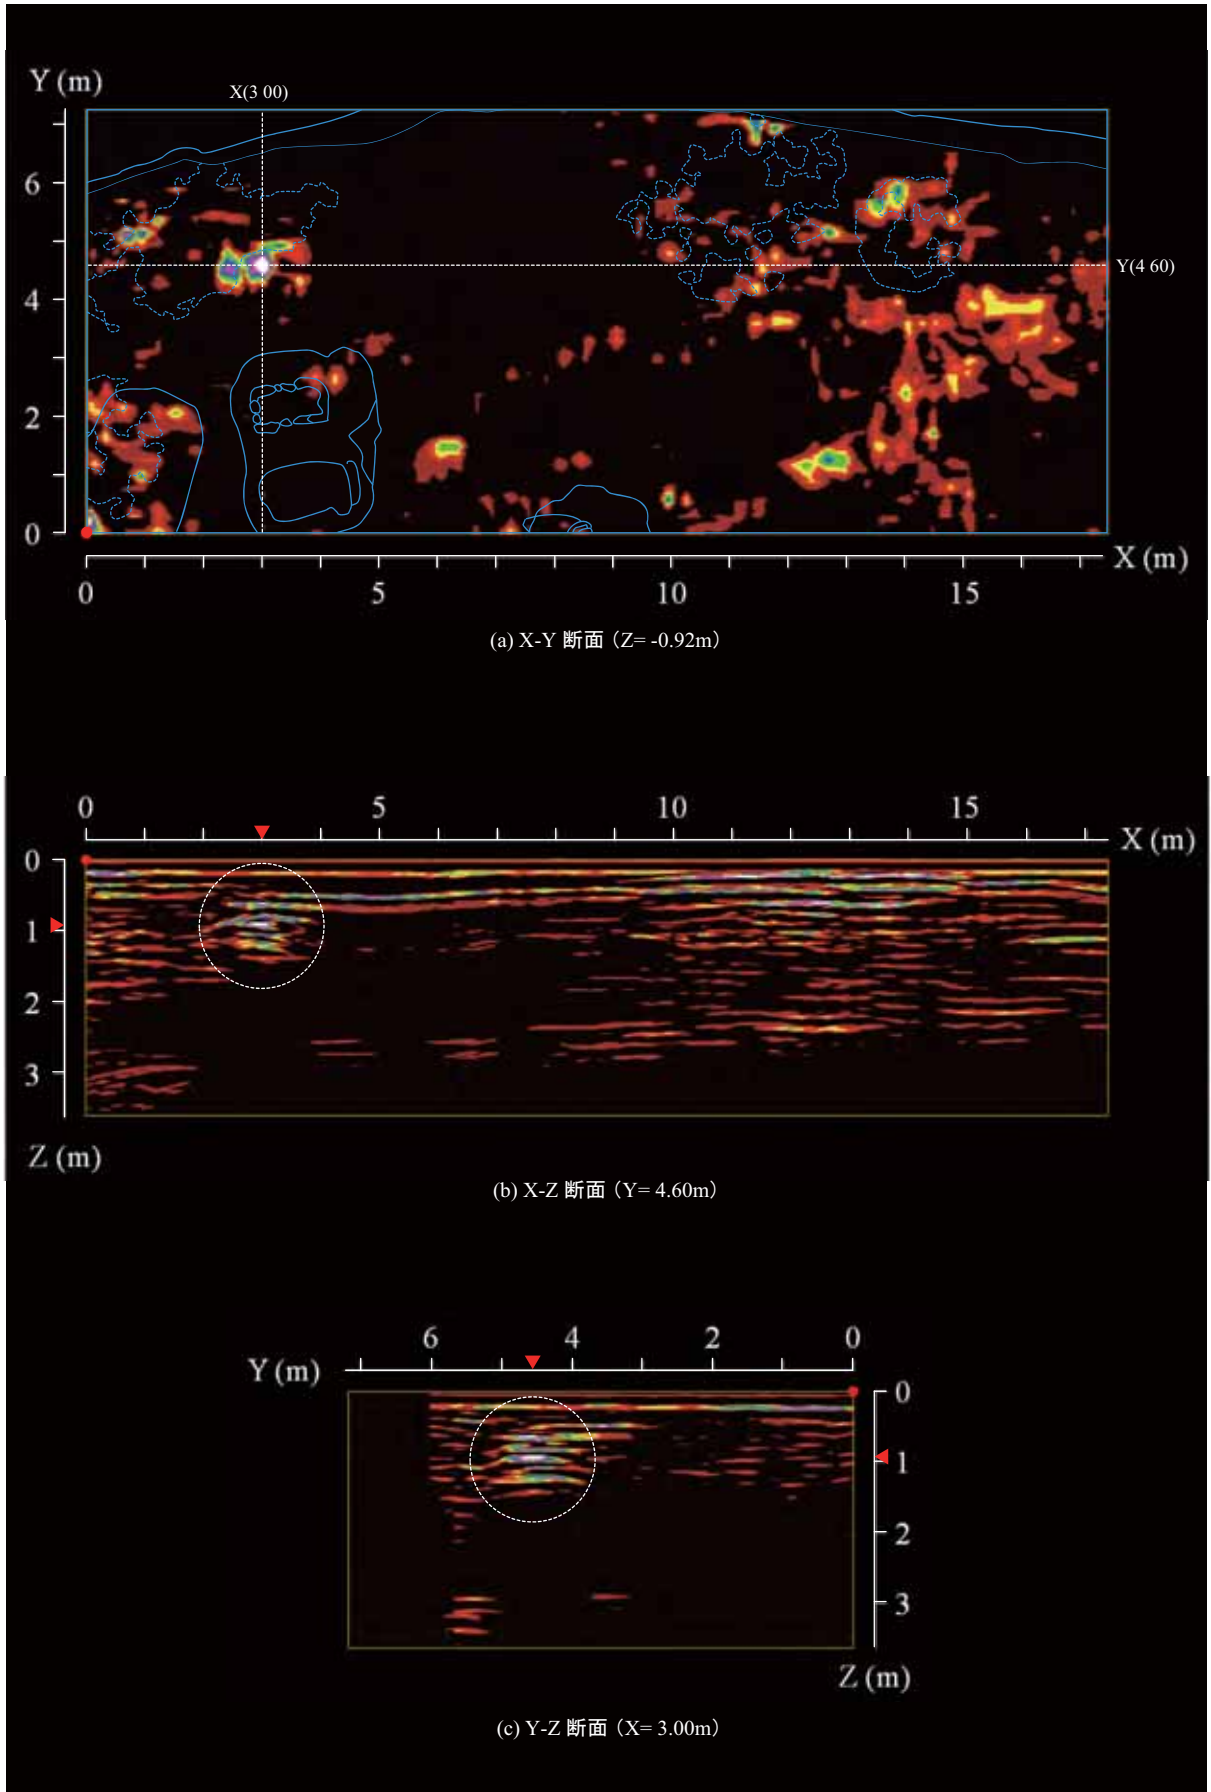 Y (m)
X(3 00)
6
Y(4 60)
4
2
0
X (m)
0 5 10 15
(a) X-Y 断面（Z= -0.92m）
0 5 10 15
X (m)
0
1
2
3
Z (m)
(b) X-Z 断面（Y= 4.60m）
6 4 2 0
Y (m)
0
1
2
3
Z (m)
(c) Y-Z 断面（X= 3.00m）